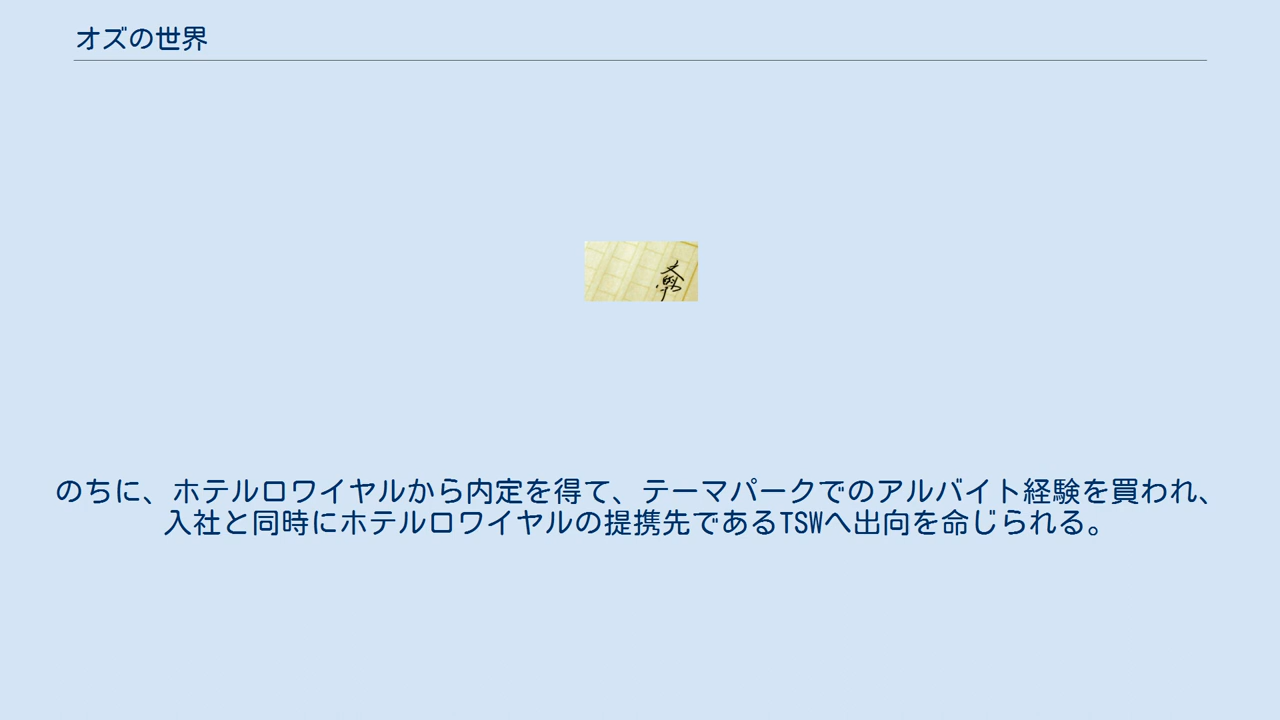 オズの世界
のちに、ホテルロワイヤルから内定を得て、テーマパークでのアルバイト経験を買われ、
入社と同時にホテルロワイヤルの提携先であるTSWへ出向を命じられる。